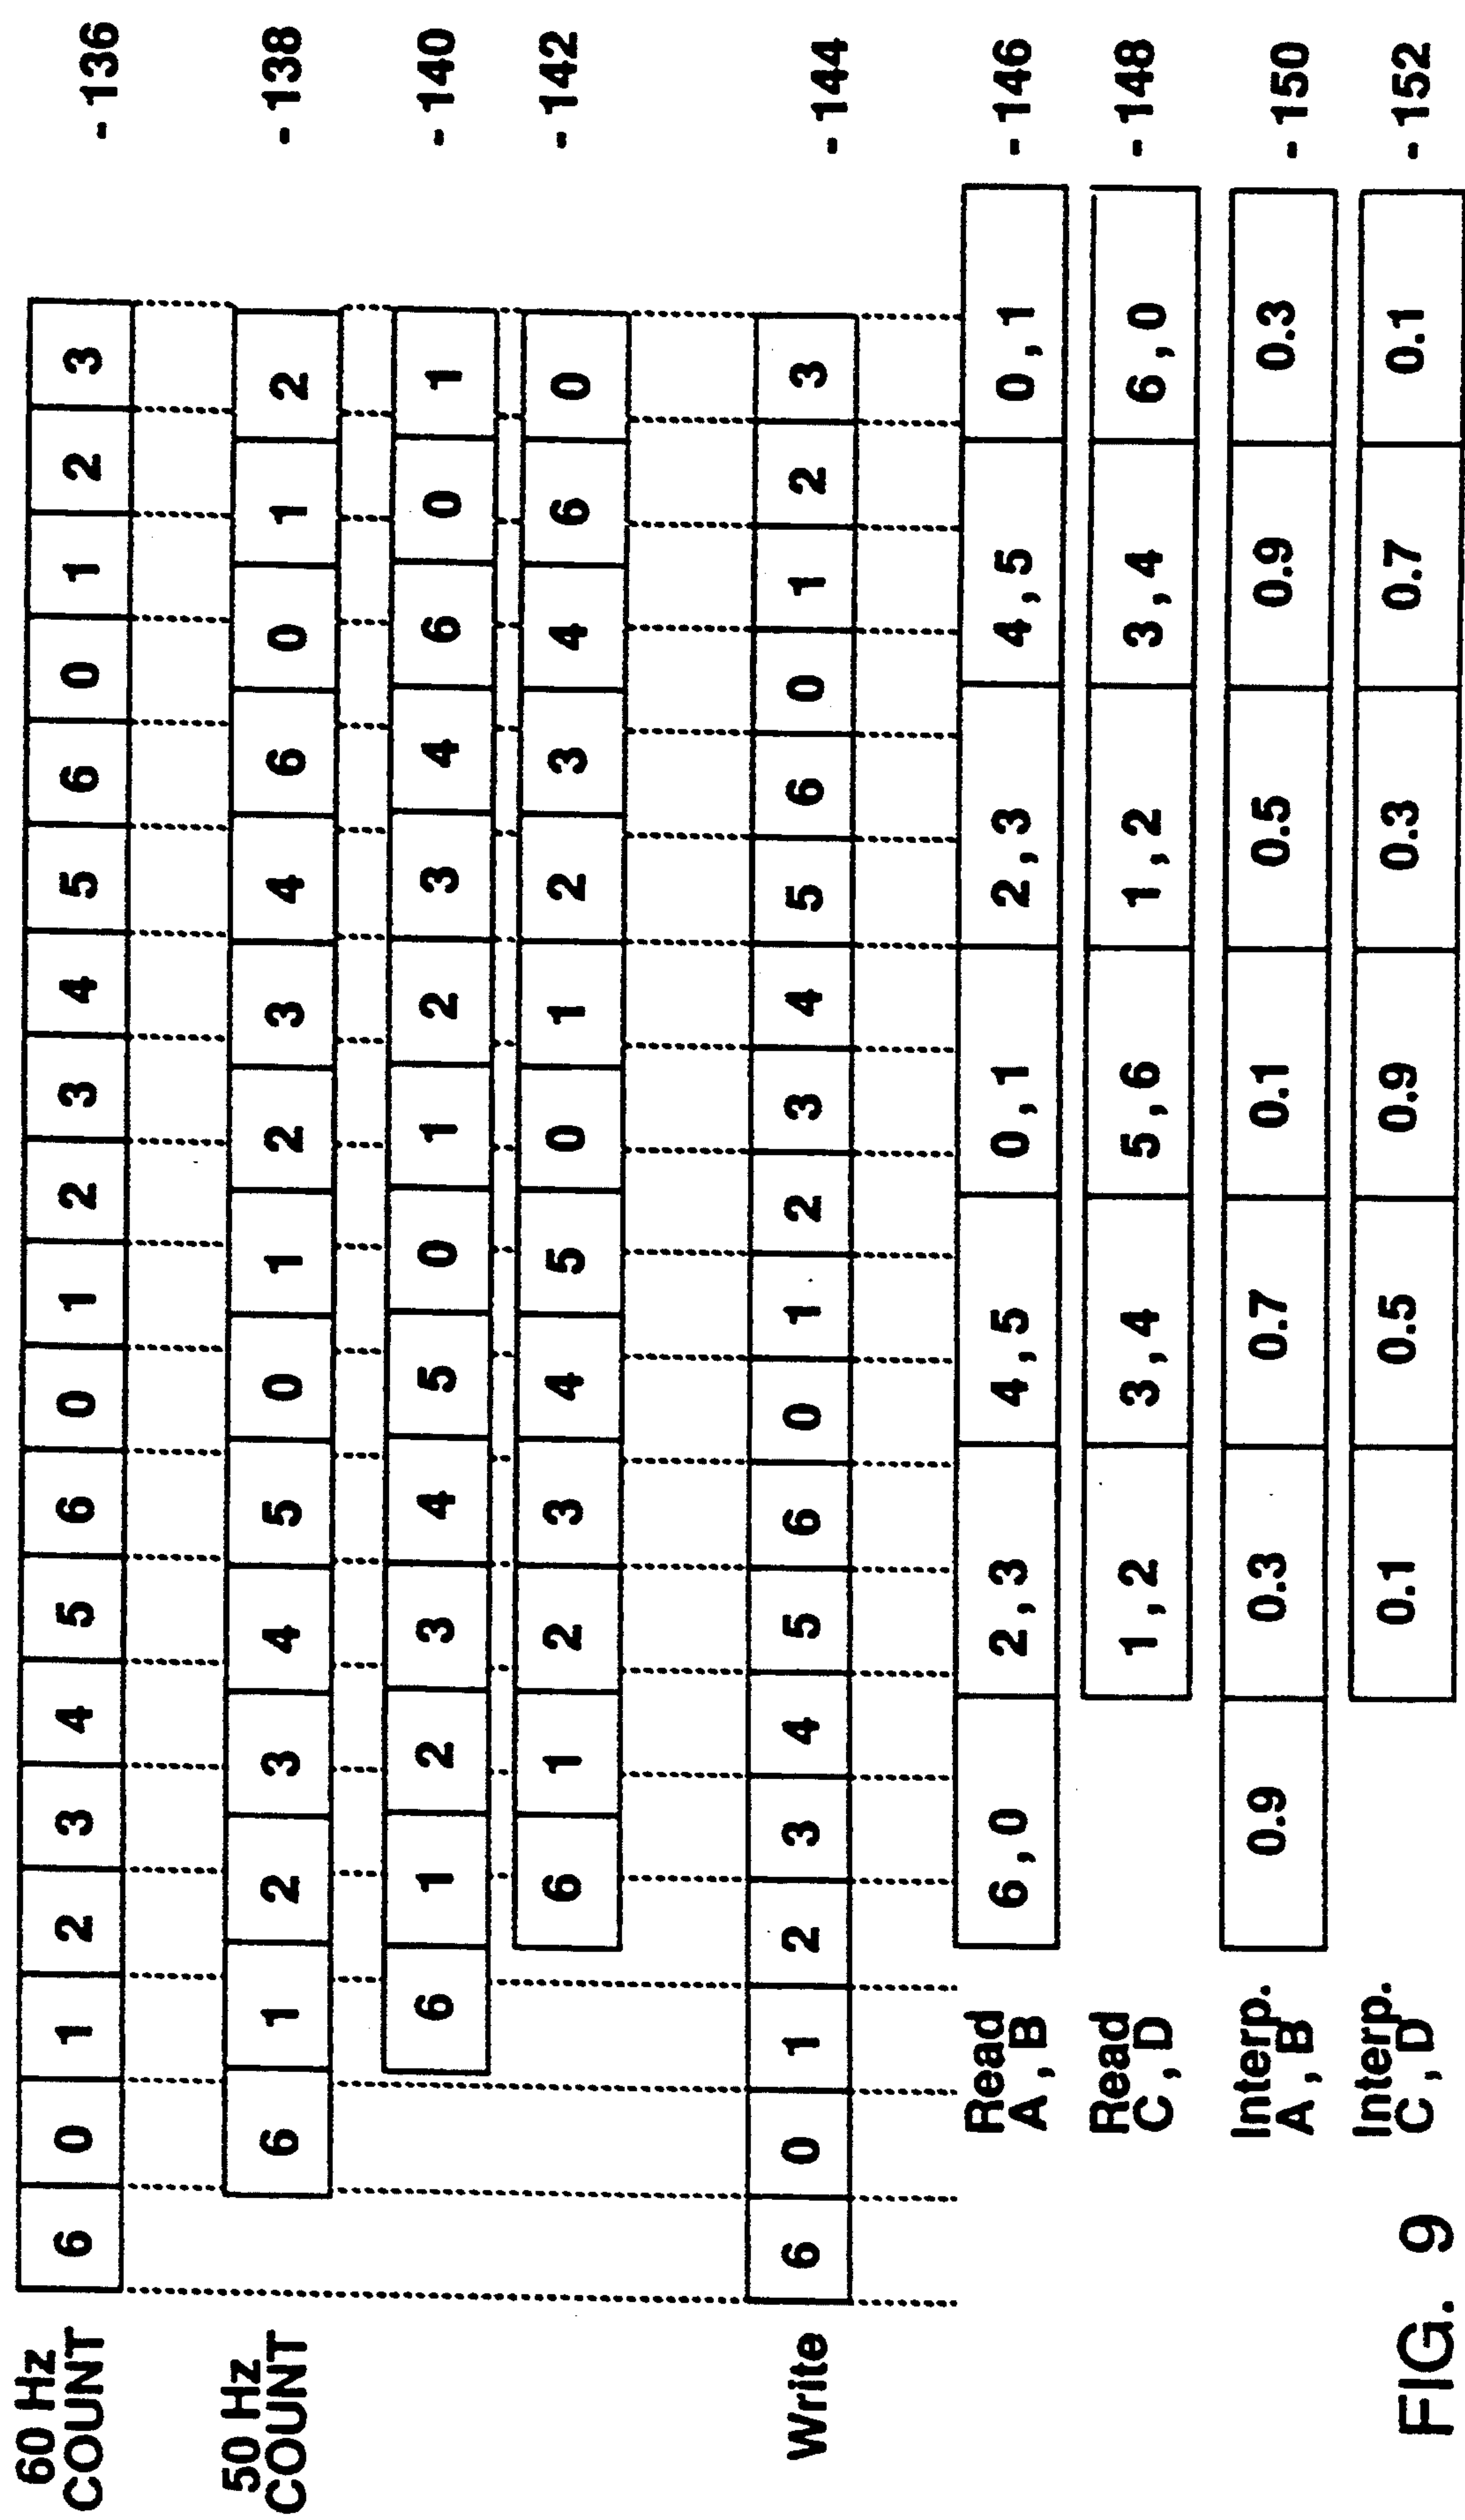 60 Hz
COUNT 6 0 1 2 3 4 5 6 0 1 2 3 4 5 6 0 1 2 3 - 136
50 Hz
COUNT 6 1 2 3 4 5 0 1 2 3 4 6 0 1 2 - 138
6 1 2 3 4 5 0 1 2 3 4 6 0 1 - 140
6 1 2 3 4 5 0 1 2 3 4 6 0 - 142
Write 6 0 1 2 3 4 5 6 0 1 2 3 4 5 6 0 1 2 3 - 144
Read
A, B 6,0 2,3 4,5 0,1 2,3 4,5 0,1 - 146
Read
C, D 1,2 3,4 5,6 1,2 3,4 6,0 - 148
Interp.
A, B 0.9 0.3 0.7 0.1 0.5 0.9 0.3 - 150
Interp.
C, D 0.1 0.5 0.9 0.3 0.7 0.1 - 152
FIG. 9